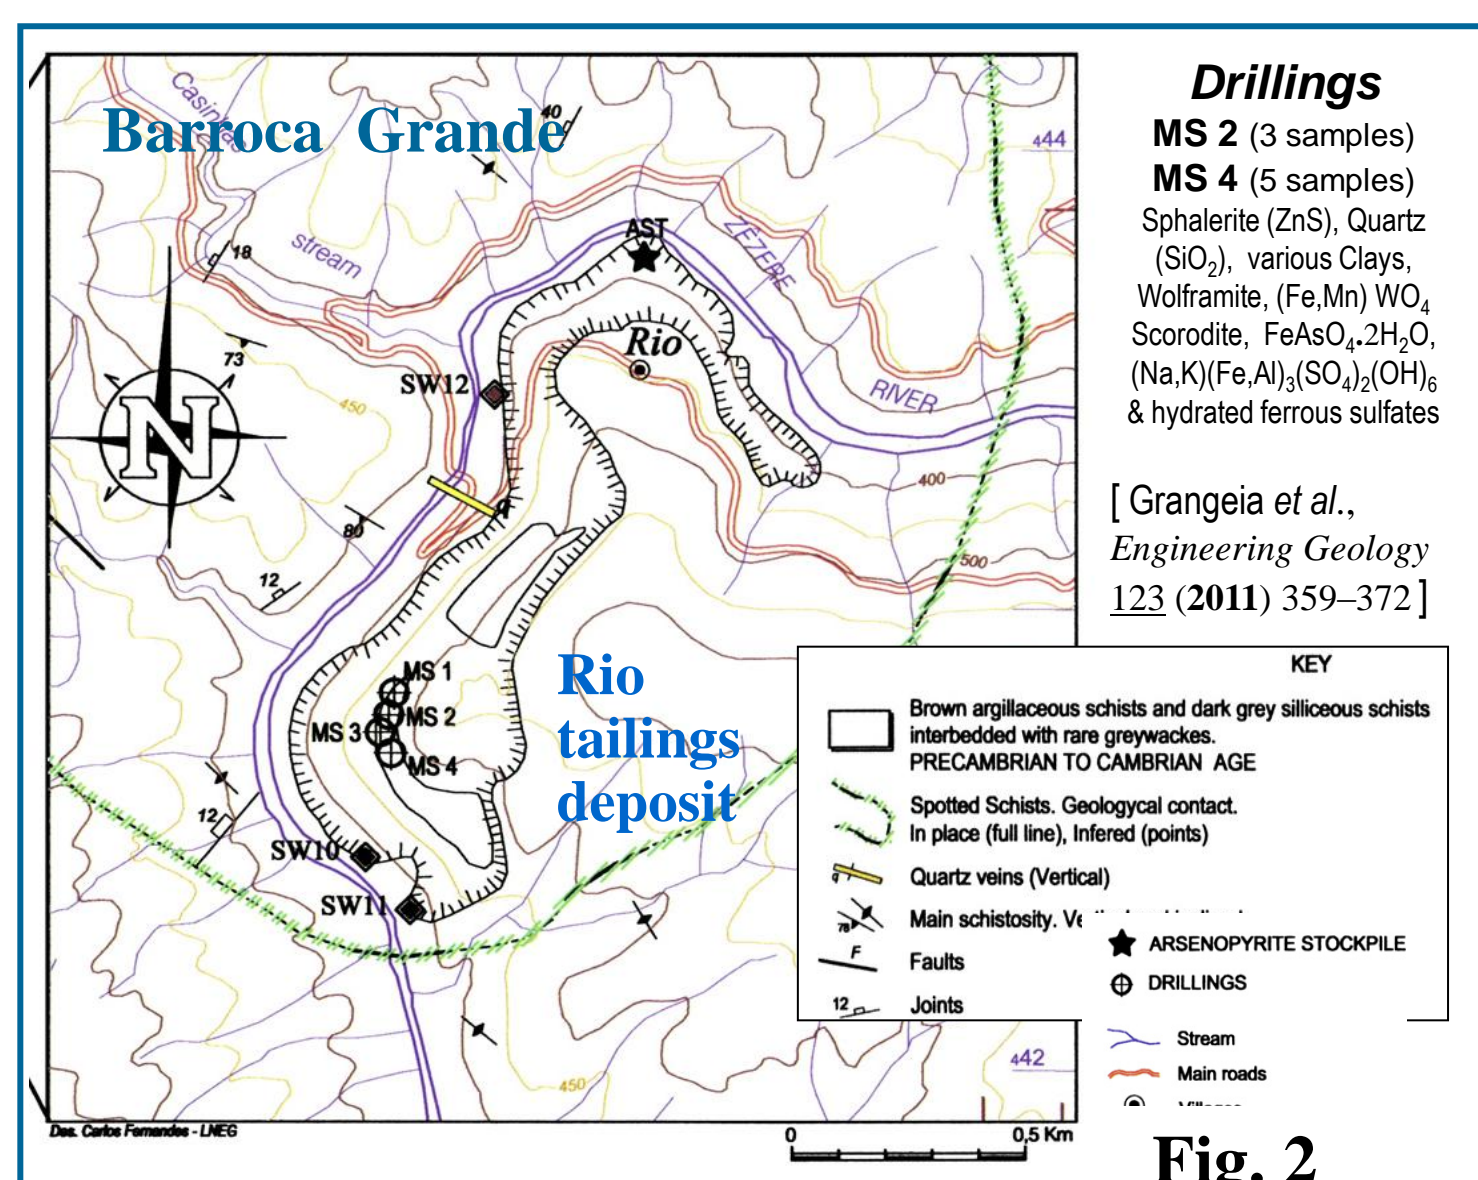 Barroca Grande
Casinhas
stream
40
444
AST
ZÊZERE
RIVER
18
73
450
SW12
Rio
400
q
80
500
12
MS 1
MS 2
MS 3
MS 4
Rio
tailings
deposit
12
SW10
SW11
450
442
Des. Carlos Fernandes - LNEG
0
0,5 Km
Drillings
MS 2 (3 samples)
MS 4 (5 samples)
Sphalerite (ZnS), Quartz
(SiO₂), various Clays,
Wolframite, (Fe,Mn) WO₄
Scorodite, FeAsO₄.2H₂O,
(Na,K)(Fe,Al)₃(SO₄)₂(OH)₆
& hydrated ferrous sulfates
[ Grangeia et al.,
Engineering Geology
123 (2011) 359–372 ]
KEY
Brown argillaceous schists and dark grey silliceous schists
interbedded with rare greywackes.
PRECAMBRIAN TO CAMBRIAN AGE
Spotted Schists. Geologycal contact.
In place (full line), Infered (points)
q
Quartz veins (Vertical)
78
Main schistosity.
F
Faults
12
Joints
ARSENOPYRITE STOCKPILE
DRILLINGS
Stream
Main roads
Fig. 2